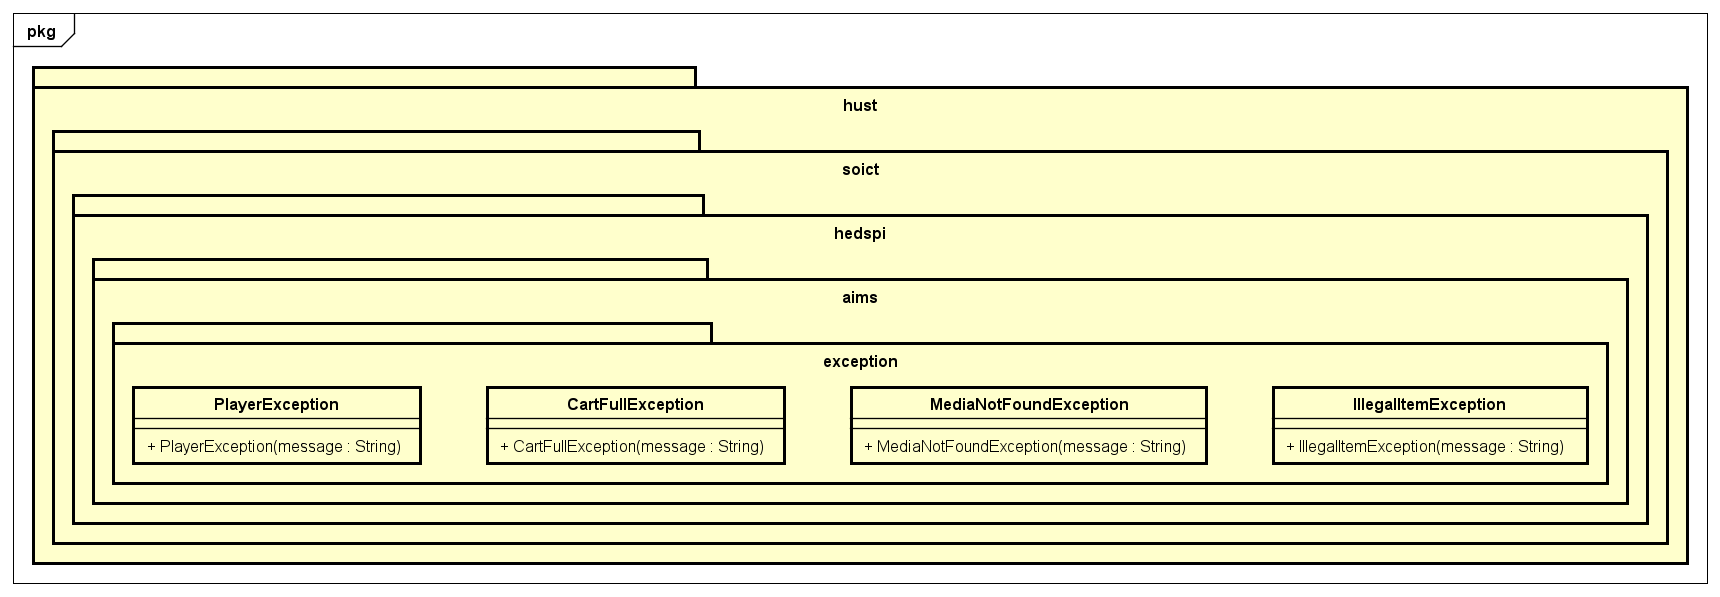 pkg
hust
soict
hedspi
aims
exception
PlayerException
+ PlayerException(message : String)
CartFullException
+ CartFullException(message : String)
MediaNotFoundException
+ MediaNotFoundException(message : String)
IllegalItemException
+ IllegalItemException(message : String)